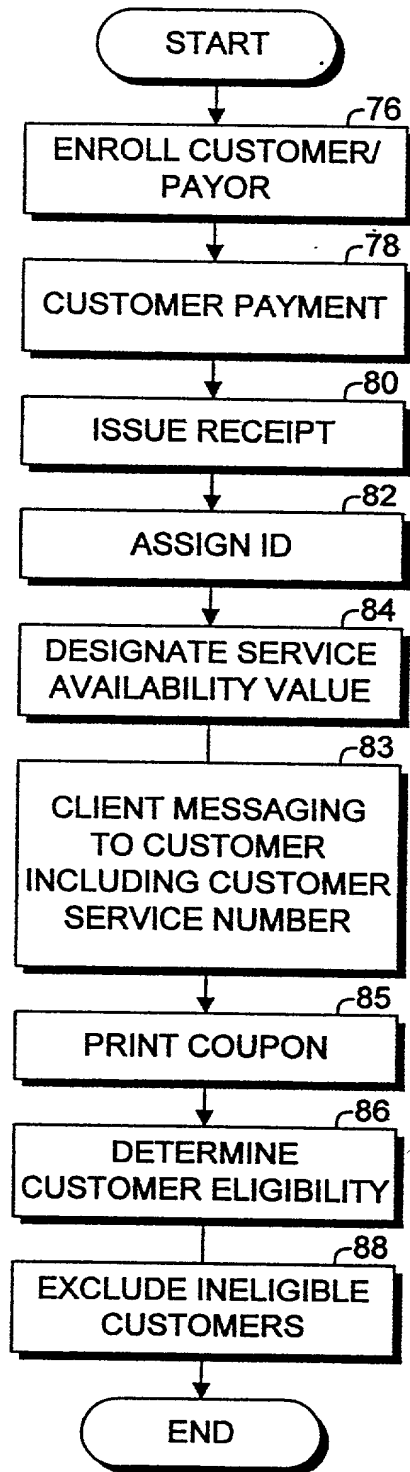 START
76
ENROLL CUSTOMER/
PAYOR
78
CUSTOMER PAYMENT
80
ISSUE RECEIPT
82
ASSIGN ID
84
DESIGNATE SERVICE
AVAILABILITY VALUE
83
CLIENT MESSAGING
TO CUSTOMER
INCLUDING CUSTOMER
SERVICE NUMBER
85
PRINT COUPON
86
DETERMINE
CUSTOMER ELIGIBILITY
88
EXCLUDE INELIGIBLE
CUSTOMERS
END